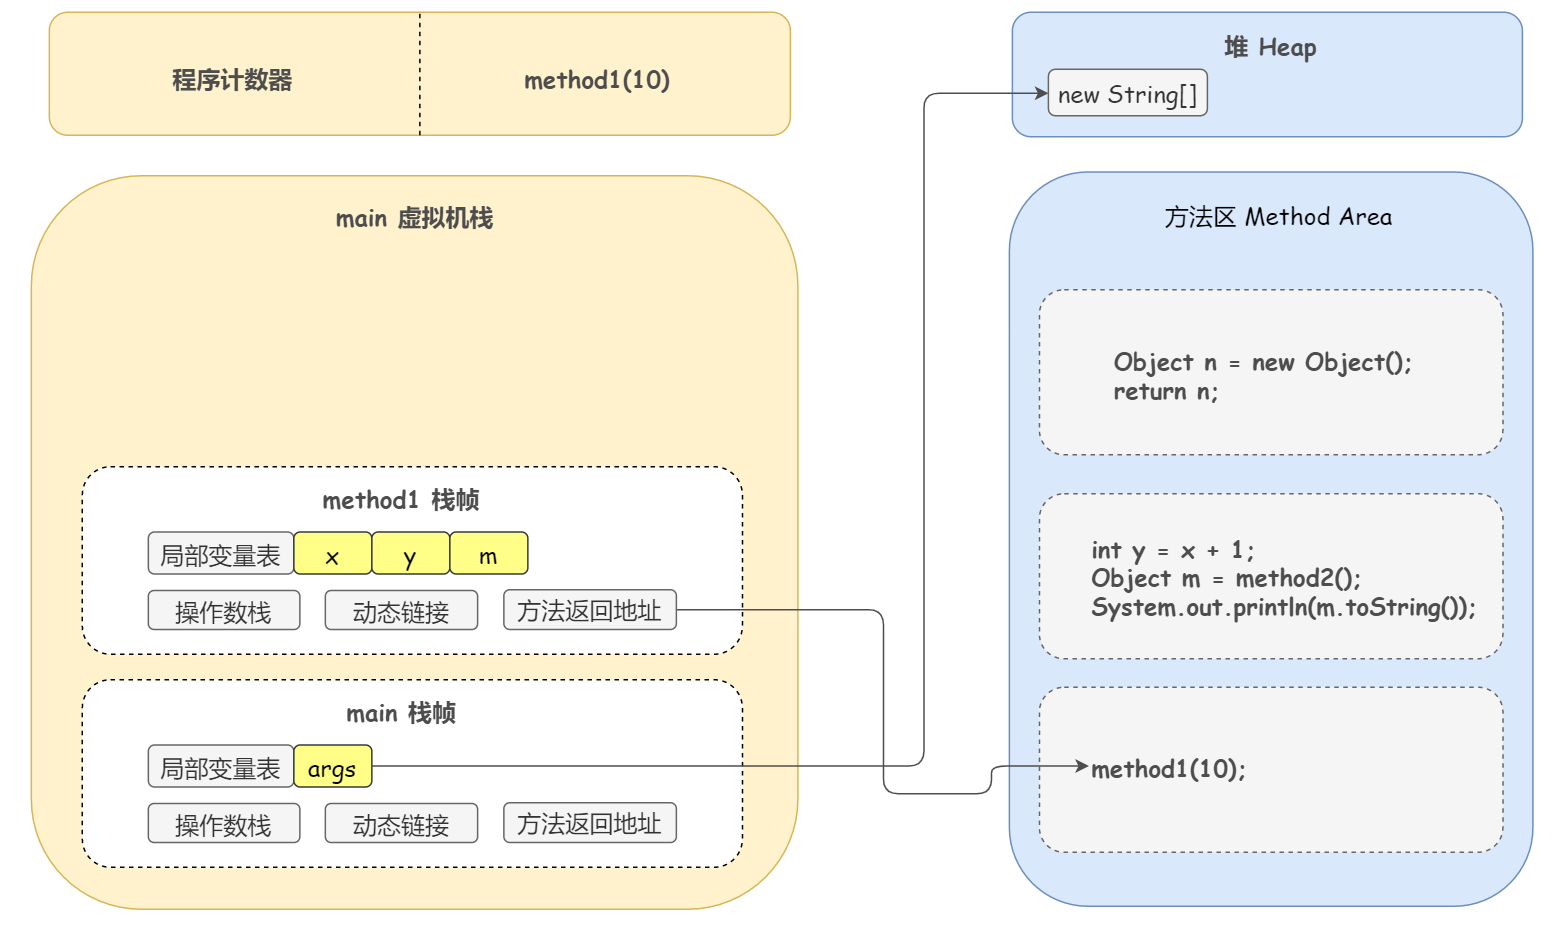 程序计数器
method1(10)
main 虚拟机栈
method1 栈帧
局部变量表
x
y
m
操作数栈
动态链接
方法返回地址
main 栈帧
局部变量表
args
操作数栈
动态链接
方法返回地址
堆 Heap
new String[]
方法区 Method Area
Object n = new Object();
return n;
int y = x + 1;
Object m = method2();
System.out.println(m.toString());
method1(10);